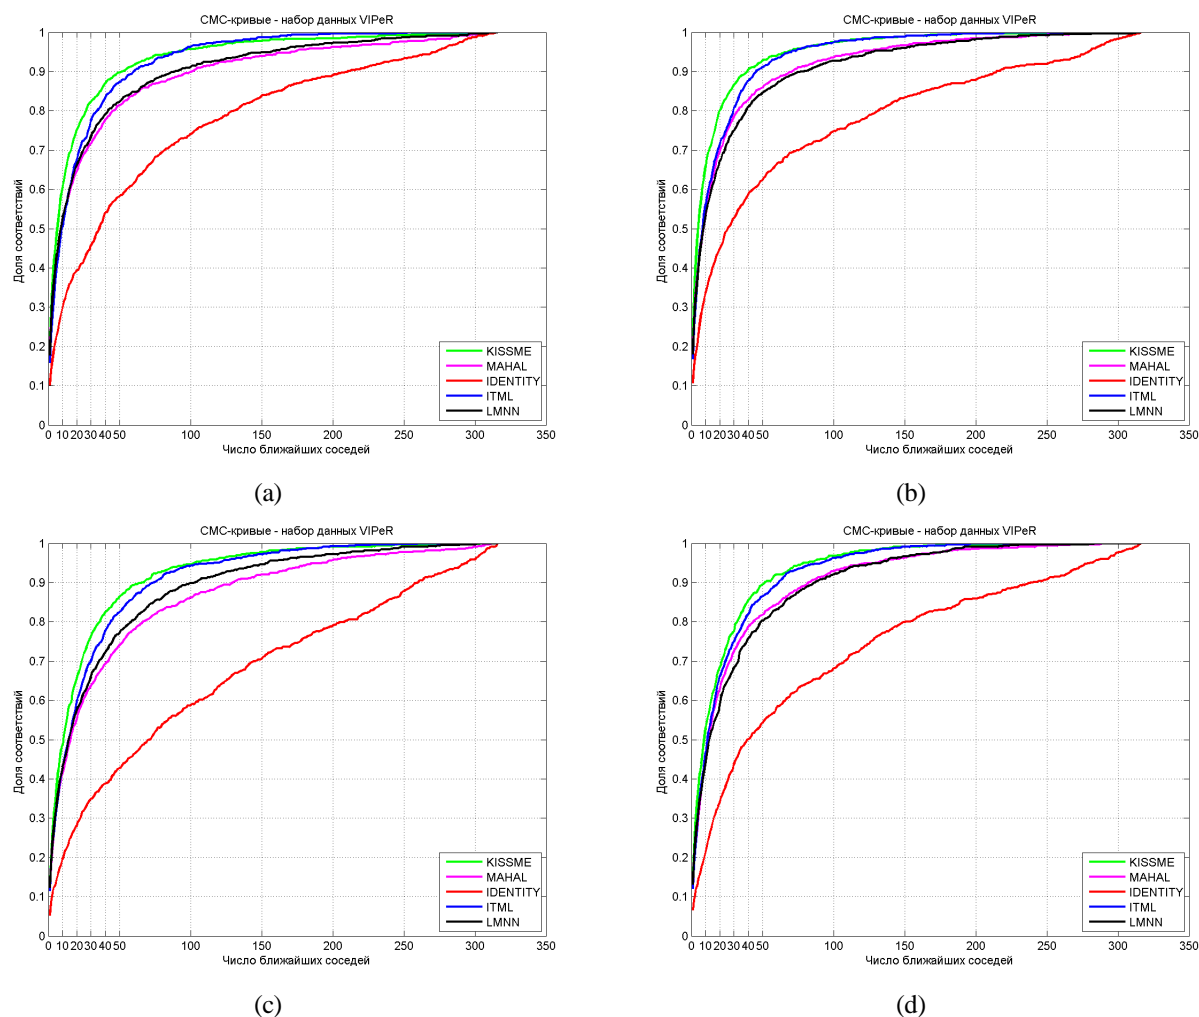 СМС-кривые - набор данных VIPeR
Доля соответствий
1
0.9
0.8
0.7
0.6
0.5
0.4
0.3
0.2
0.1
0
KISSME
MAHAL
IDENTITY
ITML
LMNN
0 10 20 30 40 50 100 150 200 250 300 350
Число ближайших соседей
(a)
СМС-кривые - набор данных VIPeR
Доля соответствий
1
0.9
0.8
0.7
0.6
0.5
0.4
0.3
0.2
0.1
0
KISSME
MAHAL
IDENTITY
ITML
LMNN
0 10 20 30 40 50 100 150 200 250 300 350
Число ближайших соседей
(b)
СМС-кривые - набор данных VIPeR
Доля соответствий
1
0.9
0.8
0.7
0.6
0.5
0.4
0.3
0.2
0.1
0
KISSME
MAHAL
IDENTITY
ITML
LMNN
0 10 20 30 40 50 100 150 200 250 300 350
Число ближайших соседей
(c)
СМС-кривые - набор данных VIPeR
Доля соответствий
1
0.9
0.8
0.7
0.6
0.5
0.4
0.3
0.2
0.1
0
KISSME
MAHAL
IDENTITY
ITML
LMNN
0 10 20 30 40 50 100 150 200 250 300 350
Число ближайших соседей
(d)